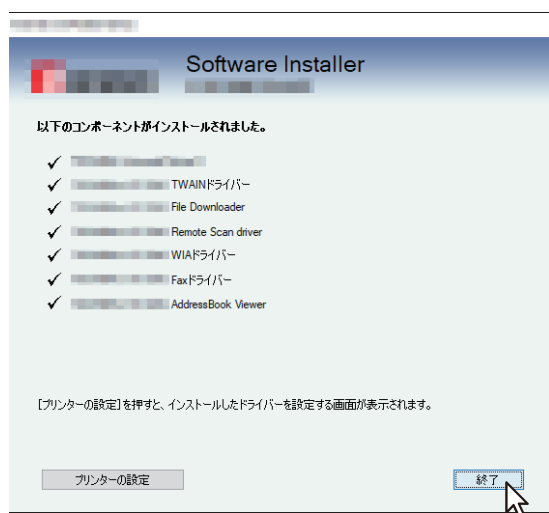 Software Installer
以下のコンポーネントがインストールされました。
TWAINドライバー
File Downloader
Remote Scan driver
WIAドライバー
Faxドライバー
AddressBook Viewer
[プリンターの設定]を押すと、インストールしたドライバーを設定する画面が表示されます。
プリンターの設定
終了